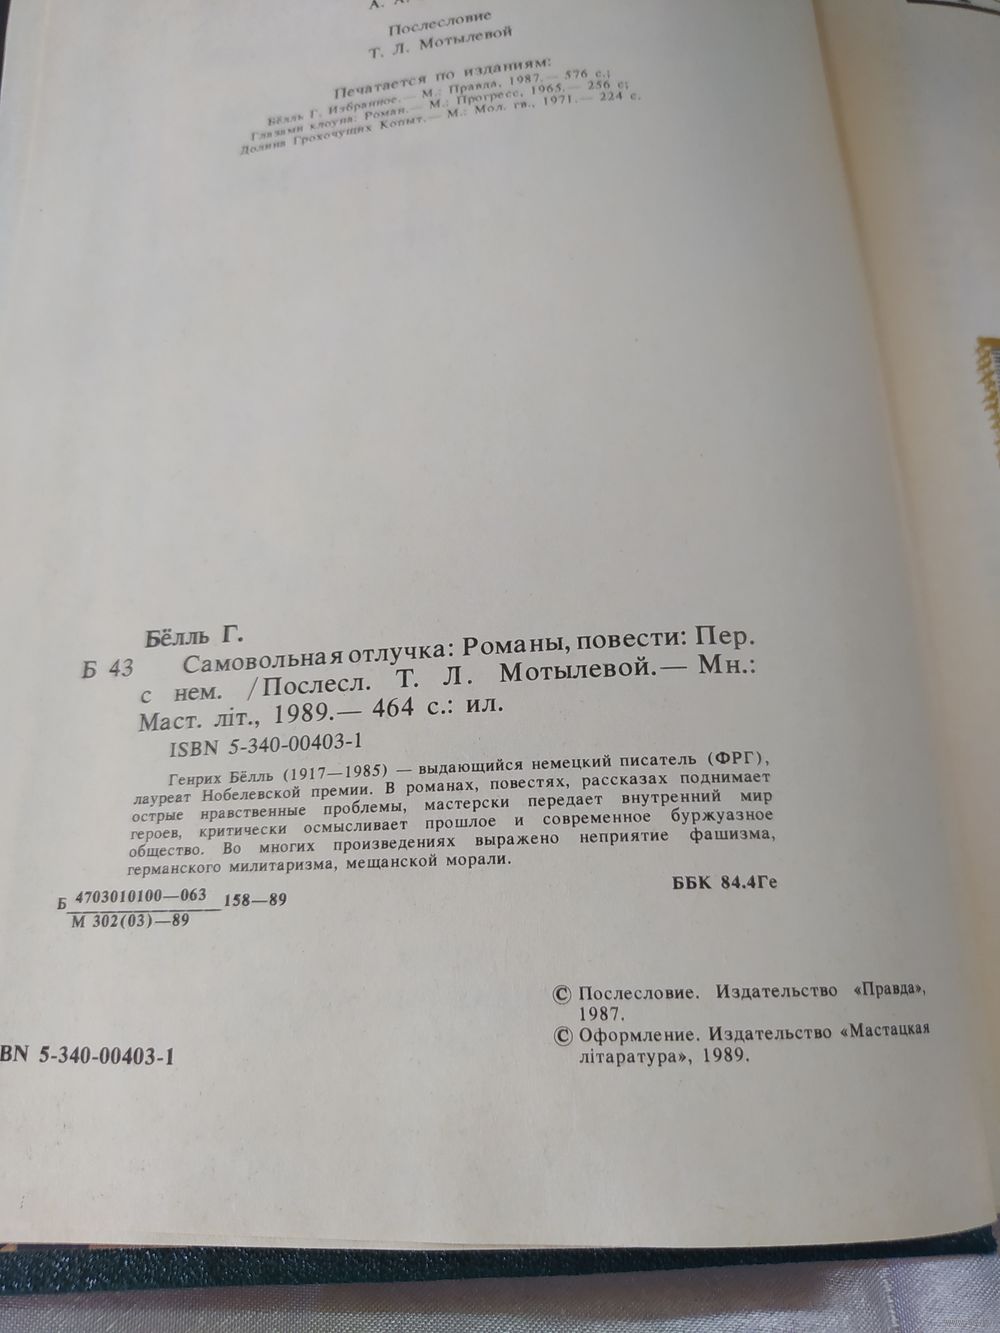 А. А.
Послесловие
Т. Л. Мотылевой
Печатается по изданиям:
Бёлль Г. Избранное. — М.: Правда, 1987. — 576 с.;
Глазами клоуна: Роман. — М.: Прогресс, 1965. — 256 с;
Долина Грохочущих Копыт. — М.: Мол. гв., 1971. — 224 с.
Бёлль Г.
Б 43 Самовольная отлучка: Романы, повести: Пер.
с нем. /Послесл. Т. Л. Мотылевой. — Мн.:
Маст. літ., 1989. — 464 с.: ил.
ISBN 5-340-00403-1
Генрих Бёлль (1917—1985) — выдающийся немецкий писатель (ФРГ),
лауреат Нобелевской премии. В романах, повестях, рассказах поднимает
острые нравственные проблемы, мастерски передает внутренний мир
героев, критически осмысливает прошлое и современное буржуазное
общество. Во многих произведениях выражено неприятие фашизма,
германского милитаризма, мещанской морали.
Б 4703010100—063 158—89
М 302(03)—89
ББК 84.4Ге
© Послесловие. Издательство «Правда»,
1987.
© Оформление. Издательство «Мастацкая
літаратура», 1989.
BN 5-340-00403-1